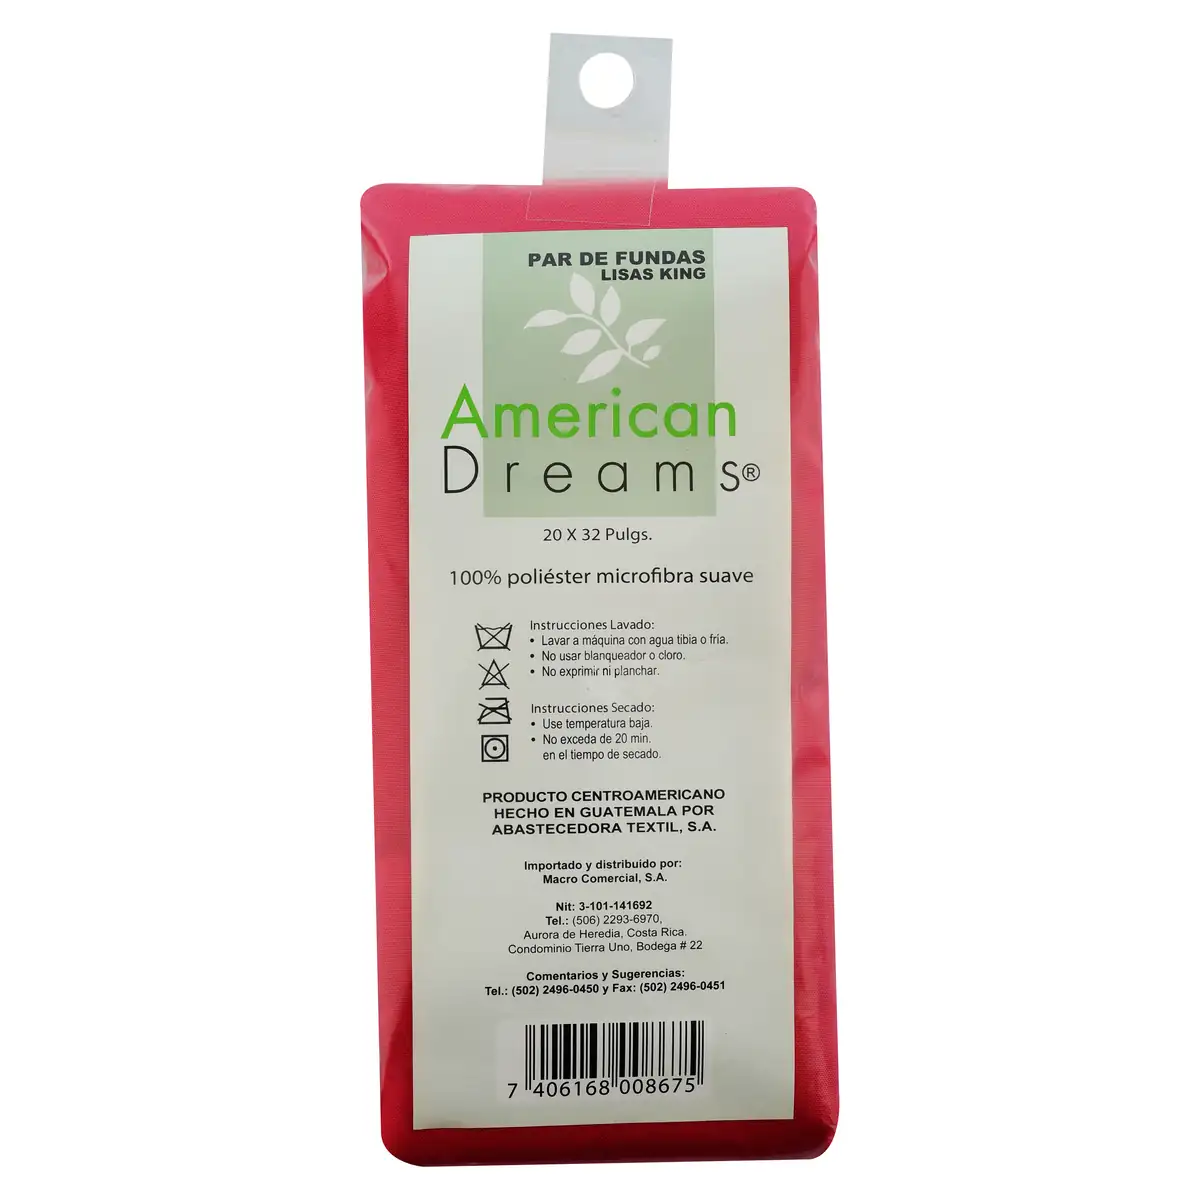 PAR DE FUNDAS
LISAS KING
American
Dreams®
20 X 32 Pulgs.
100% poliéster microfibra suave
Instrucciones Lavado:
• Lavar a máquina con agua tibia o fría.
• No usar blanqueador o cloro.
• No exprimir ni planchar.
Instrucciones Secado:
• Use temperatura baja.
• No exceda de 20 min.
en el tiempo de secado.
PRODUCTO CENTROAMERICANO
HECHO EN GUATEMALA POR
ABASTECEDORA TEXTIL, S.A.
Importado y distribuido por:
Macro Comercial, S.A.
Nit: 3-101-141692
Tel.: (506) 2293-6970,
Aurora de Heredia, Costa Rica.
Condominio Tierra Uno, Bodega # 22
Comentarios y Sugerencias:
Tel.: (502) 2496-0450 y Fax: (502) 2496-0451
7 406168 008675